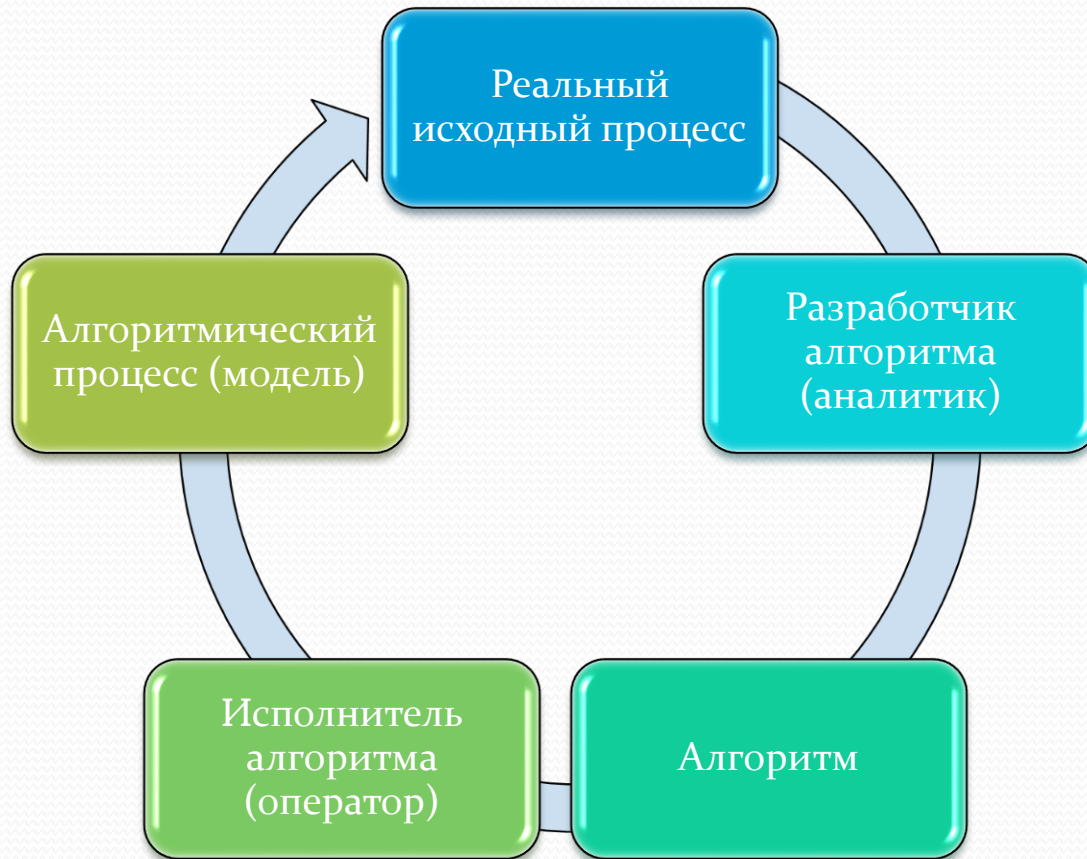 Реальный
исходный процесс
Разработчик
алгоритма
(аналитик)
Алгоритм
Исполнитель
алгоритма
(оператор)
Алгоритмический
процесс (модель)